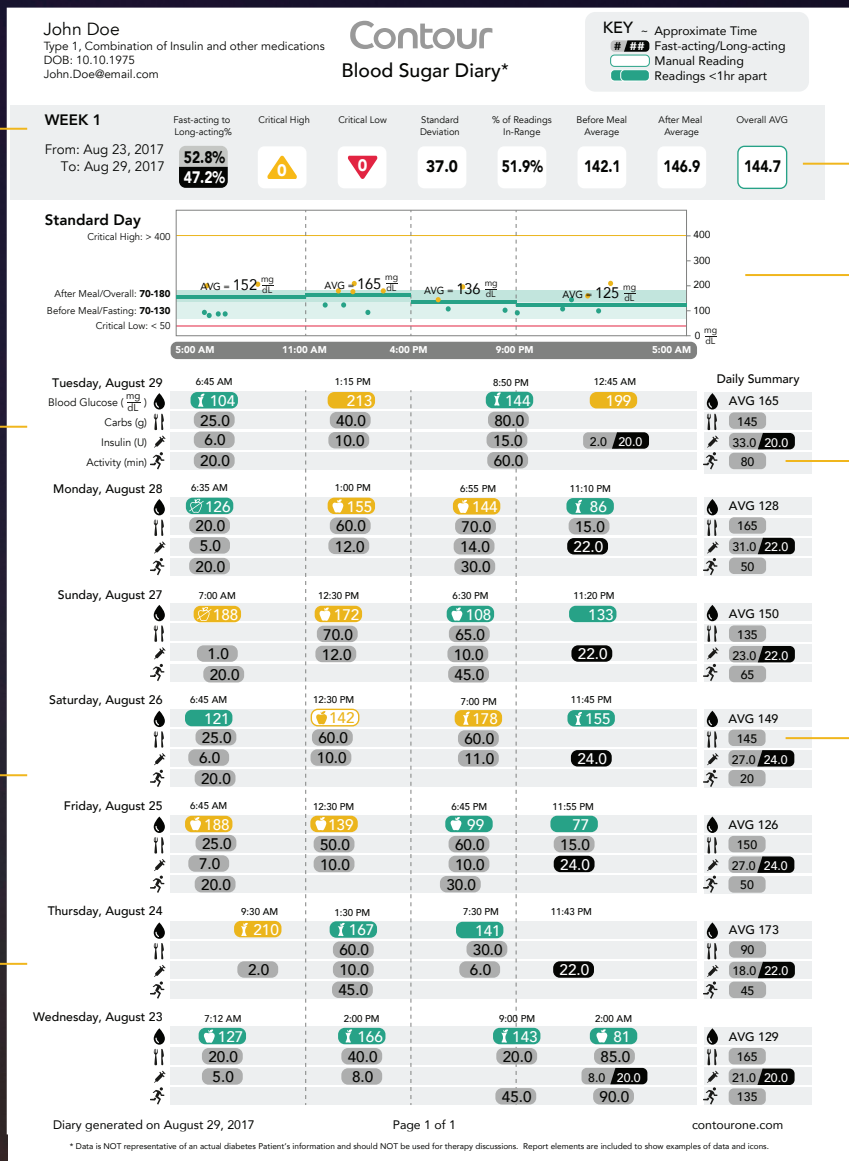 John Doe
Type 1, Combination of Insulin and other medications
DOB: 10.10.1975
John.Doe@email.com
Contour
Blood Sugar Diary*
KEY ~ Approximate Time
# / ## Fast-acting/Long-acting
Manual Reading
Readings <1hr apart
WEEK 1
From: Aug 23, 2017
To: Aug 29, 2017
Fast-acting to Long-acting% Critical High Critical Low Standard Deviation % of Readings In-Range Before Meal Average After Meal Average Overall AVG
52.8% 47.2% 0 0 37.0 51.9% 142.1 146.9 144.7
Standard Day
Critical High: > 400
After Meal/Overall: 70-180
Before Meal/Fasting: 70-130
Critical Low: < 50
AVG = 152 mg/dL AVG = 165 mg/dL AVG = 136 mg/dL AVG = 125 mg/dL
400
300
200
100
0 mg/dL
5:00 AM 11:00 AM 4:00 PM 9:00 PM 5:00 AM
Tuesday, August 29 6:45 AM 1:15 PM 8:50 PM 12:45 AM Daily Summary
Blood Glucose (mg/dL) 104 213 144 199 AVG 165
Carbs (g) 25.0 40.0 80.0 145
Insulin (U) 6.0 10.0 15.0 2.0 20.0 33.0 20.0
Activity (min) 20.0 60.0 80
Monday, August 28 6:35 AM 1:00 PM 6:55 PM 11:10 PM
126 155 144 86 AVG 128
20.0 60.0 70.0 15.0 165
5.0 12.0 14.0 22.0 31.0 22.0
20.0 30.0 50
Sunday, August 27 7:00 AM 12:30 PM 6:30 PM 11:20 PM
188 172 108 133 AVG 150
70.0 65.0 135
1.0 12.0 10.0 22.0 23.0 22.0
20.0 45.0 65
Saturday, August 26 6:45 AM 12:30 PM 7:00 PM 11:45 PM
121 142 178 155 AVG 149
25.0 60.0 60.0 145
6.0 10.0 11.0 24.0 27.0 24.0
20.0 20
Friday, August 25 6:45 AM 12:30 PM 6:45 PM 11:55 PM
188 139 99 77 AVG 126
25.0 50.0 60.0 15.0 150
7.0 10.0 10.0 24.0 27.0 24.0
20.0 30.0 50
Thursday, August 24 9:30 AM 1:30 PM 7:30 PM 11:43 PM
210 167 141 AVG 173
60.0 30.0 90
2.0 10.0 6.0 22.0 18.0 22.0
45.0 45
Wednesday, August 23 7:12 AM 2:00 PM 9:00 PM 2:00 AM
127 166 143 81 AVG 129
20.0 40.0 20.0 85.0 165
5.0 8.0 8.0 20.0 21.0 20.0
45.0 90.0 135
Diary generated on August 29, 2017 Page 1 of 1 contourone.com
* Data is NOT representative of an actual diabetes Patient's information and should NOT be used for therapy discussions. Report elements are included to show examples of data and icons.